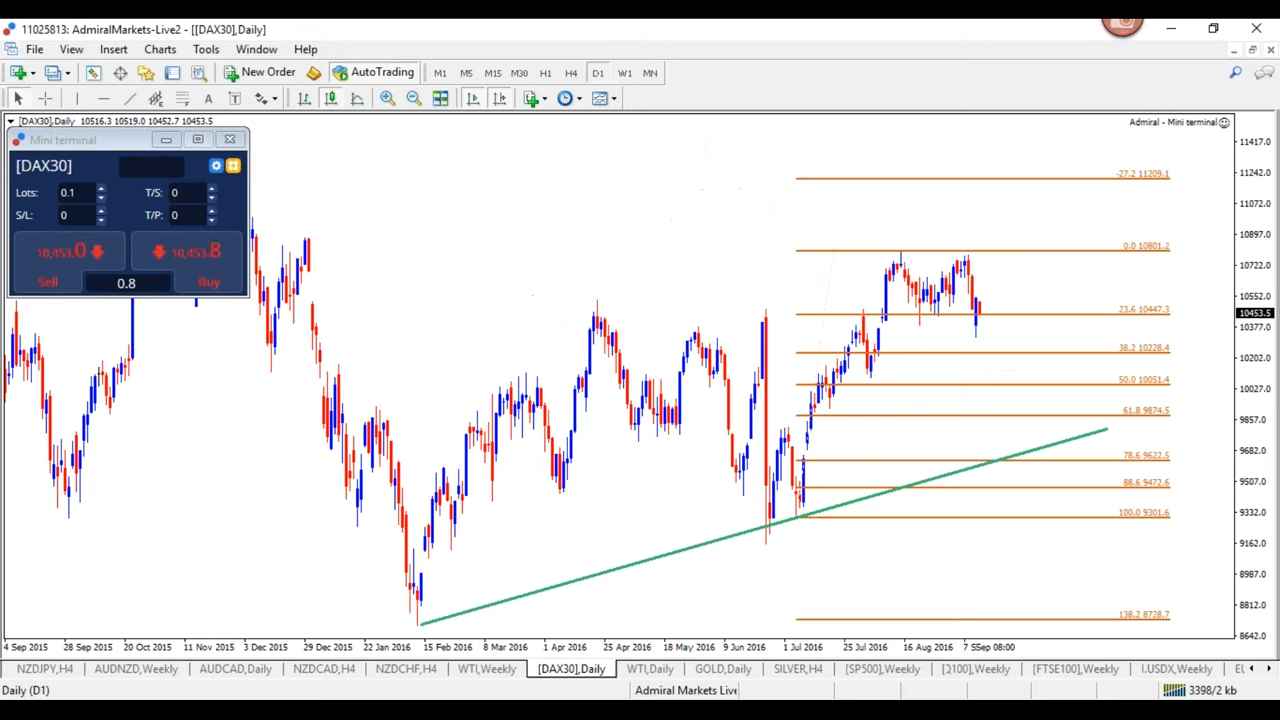 11025813: AdmiralMarkets-Live2 - [[DAX30],Daily]
File View Insert Charts Tools Window Help
New Order AutoTrading M1 M5 M15 M30 H1 H4 D1 W1 MN
A T
[DAX30],Daily 10516.3 10519.0 10452.7 10453.5
Admiral - Mini terminal
Mini terminal
[DAX30]
Lots: 0.1 T/S: 0
S/L: 0 T/P: 0
10,453.0 10,453.8
Sell 0.8 Buy
-27.2 11209.1
0.0 10801.2
23.6 10447.3
38.2 10228.4
50.0 10051.4
61.8 9874.5
78.6 9622.5
88.6 9472.6
100.0 9301.6
138.2 8728.7
11417.0
11242.0
11072.0
10897.0
10722.0
10552.0
10453.5
10377.0
10202.0
10027.0
9857.0
9682.0
9507.0
9332.0
9162.0
8987.0
8812.0
8642.0
4 Sep 2015 28 Sep 2015 20 Oct 2015 11 Nov 2015 3 Dec 2015 29 Dec 2015 22 Jan 2016 15 Feb 2016 8 Mar 2016 1 Apr 2016 25 Apr 2016 18 May 2016 9 Jun 2016 1 Jul 2016 25 Jul 2016 16 Aug 2016 7 SSep 08:00
NZDJPY,H4 AUDNZD,Weekly AUDCAD,Daily NZDCAD,H4 NZDCHF,H4 WTI,Weekly [DAX30],Daily WTI,Daily GOLD,Daily SILVER,H4 [SP500],Weekly [Q100],Weekly [FTSE100],Weekly I.USDX,Weekly
Daily (D1) Admiral Markets Live 3398/2 kb